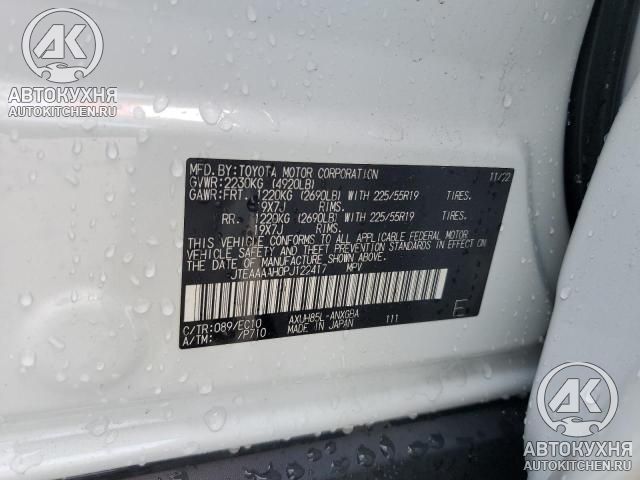 AK
АВТОКУХНЯ
AUTOKITCHEN.RU
MFD.BY:TOYOTA MOTOR CORPORATION 11/22
GVWR:2230KG (4920LB)
GAWR:FRT. 1220KG (2690LB) WITH 225/55R19 TIRES.
19X7J RIMS.
RR. 1220KG (2690LB) WITH 225/55R19 TIRES.
19X7J RIMS.
THIS VEHICLE CONFORMS TO ALL APPLICABLE FEDERAL MOTOR
VEHICLE SAFETY AND THEFT PREVENTION STANDARDS IN EFFECT ON
THE DATE OF MANUFACTURE SHOWN ABOVE.
JTEAAAAH0PJ122417 MPV
C/TR:089/EC10 AXUH85L-ANXGBA 111 E
A/TM: /P710 MADE IN JAPAN
AK
АВТОКУХНЯ
AUTOKITCHEN.RU